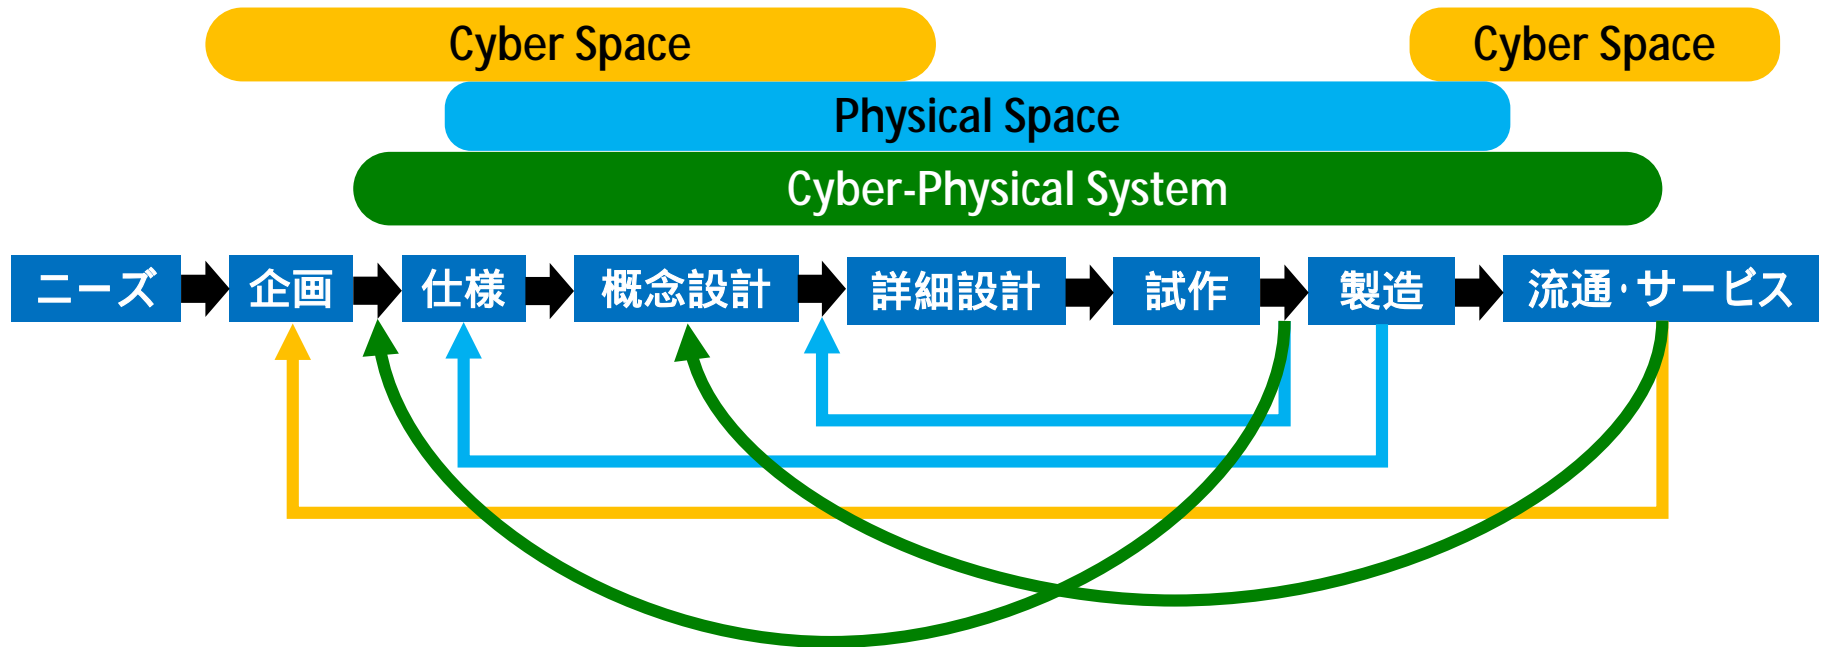 Cyber Space
Cyber Space
Physical Space
Cyber-Physical System
ニーズ
企画
仕様
概念設計
詳細設計
試作
製造
流通・サービス